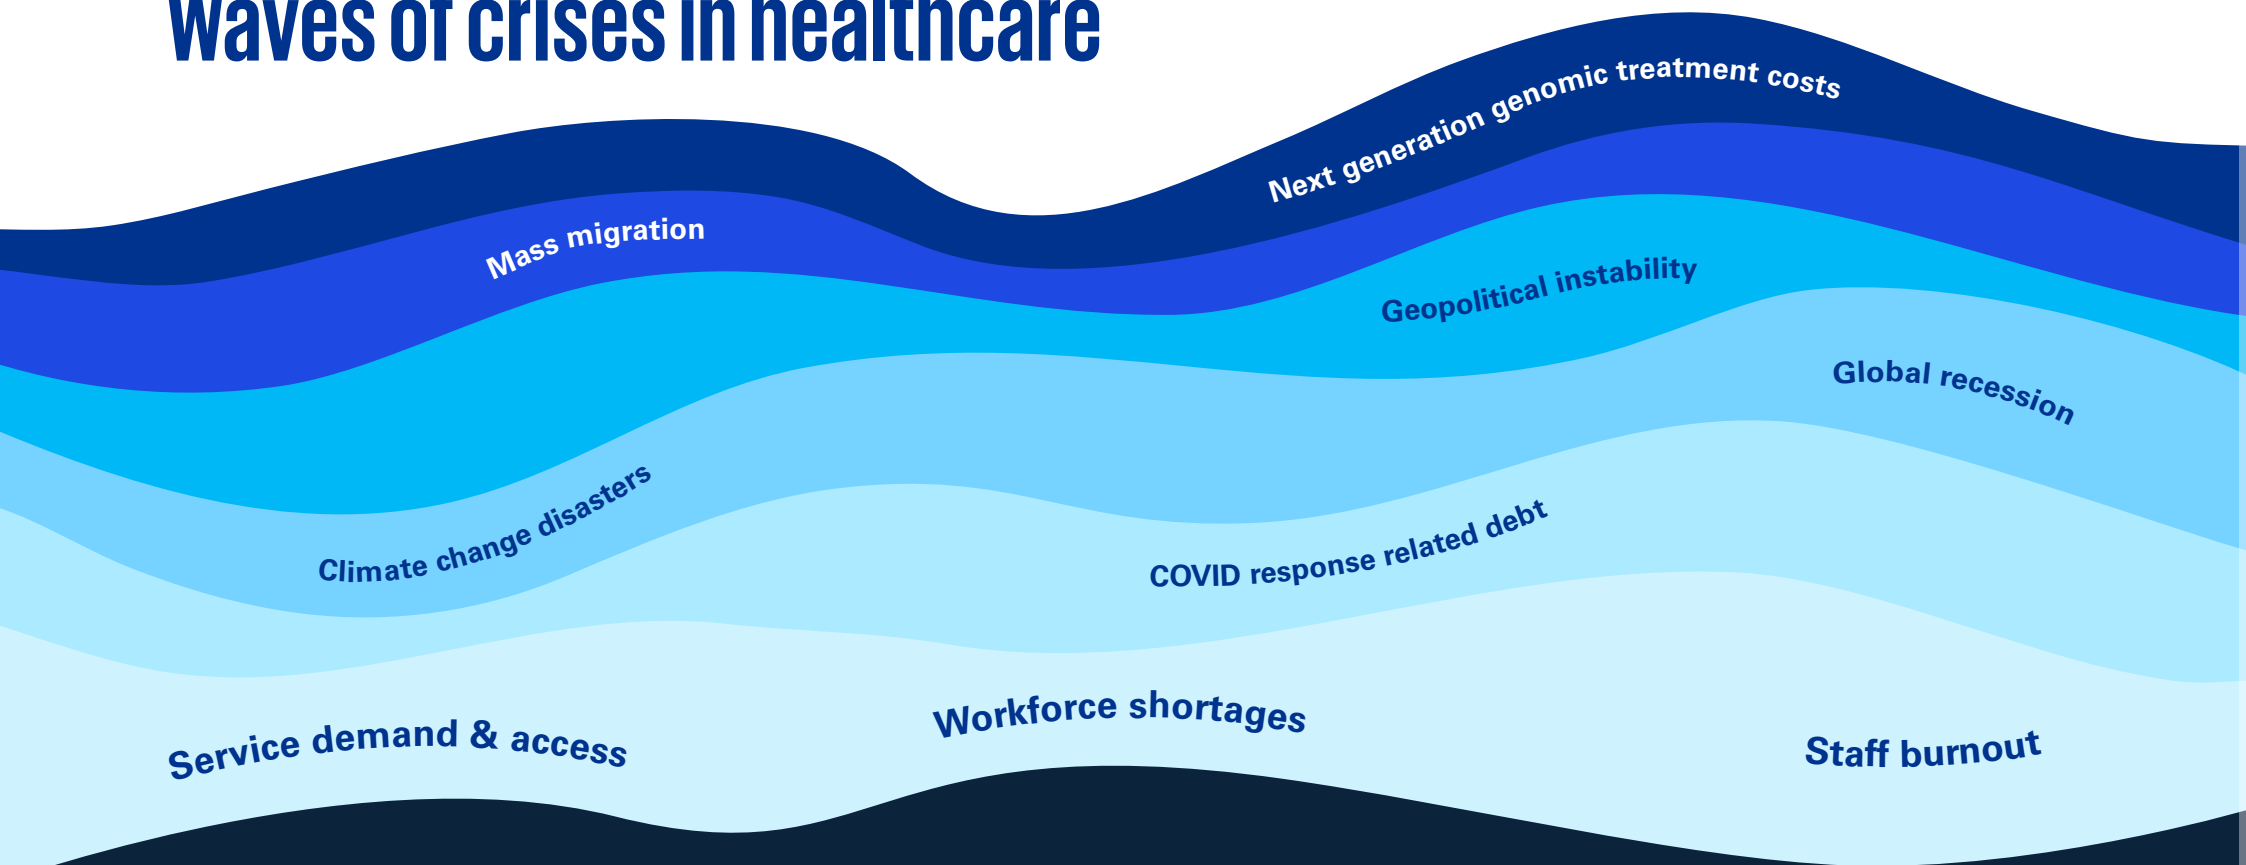 Waves of crises in healthcare
Next generation genomic treatment costs
Mass migration
Geopolitical instability
Global recession
Climate change disasters
COVID response related debt
Service demand & access
Workforce shortages
Staff burnout